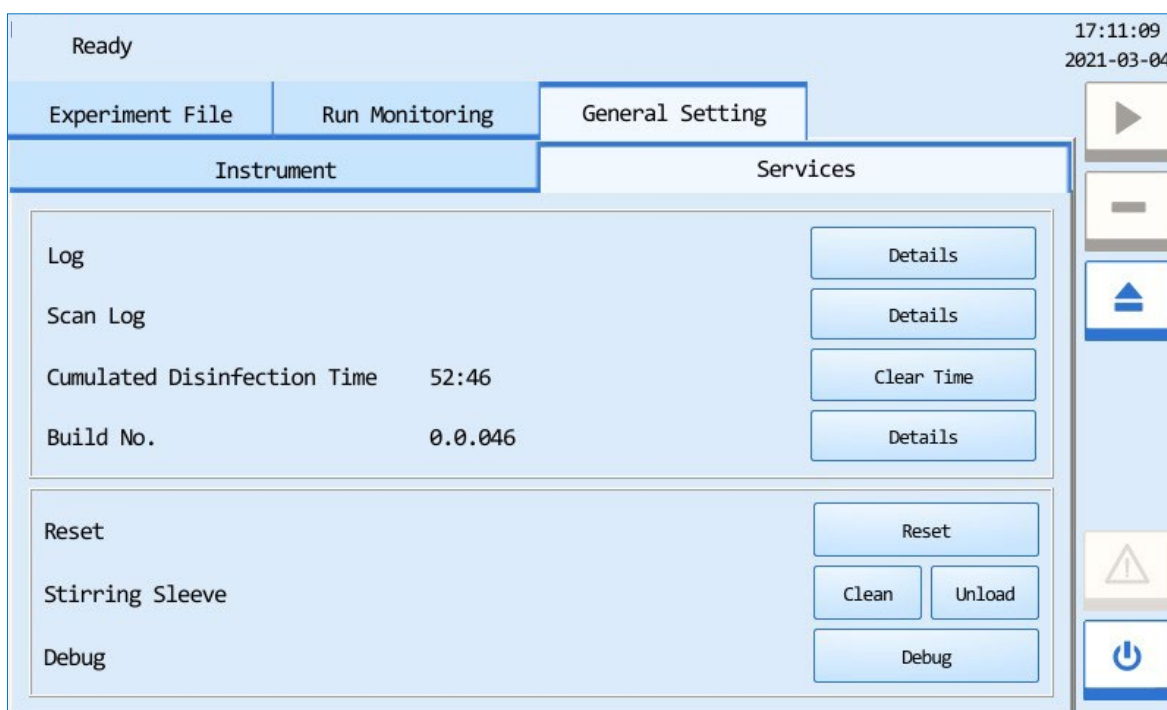 Ready
17:11:09
2021-03-04
Experiment File
Run Monitoring
General Setting
Instrument
Services
Log
Details
Scan Log
Details
Cumulated Disinfection Time 52:46
Clear Time
Build No. 0.0.046
Details
Reset
Reset
Stirring Sleeve
Clean
Unload
Debug
Debug